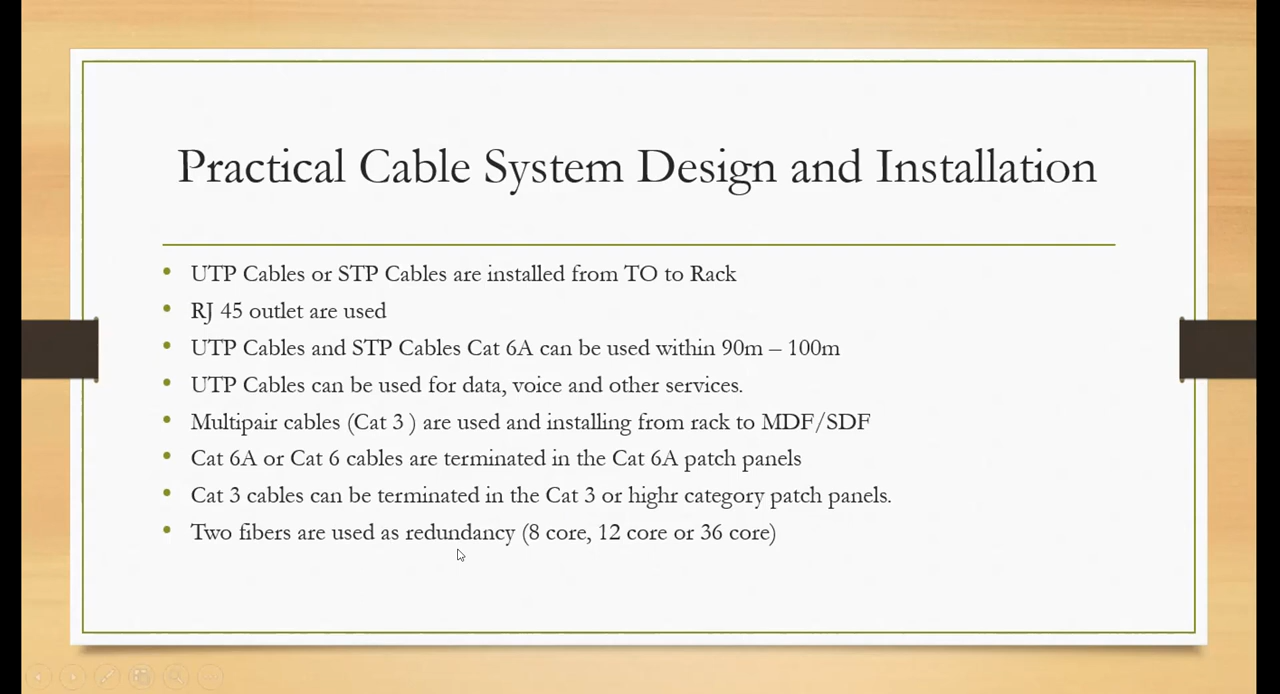 Practical Cable System Design and Installation
UTP Cables or STP Cables are installed from TO to Rack
RJ 45 outlet are used
UTP Cables and STP Cables Cat 6A can be used within 90m – 100m
UTP Cables can be used for data, voice and other services.
Multipair cables (Cat 3 ) are used and installing from rack to MDF/SDF
Cat 6A or Cat 6 cables are terminated in the Cat 6A patch panels
Cat 3 cables can be terminated in the Cat 3 or highr category patch panels.
Two fibers are used as redundancy (8 core, 12 core or 36 core)